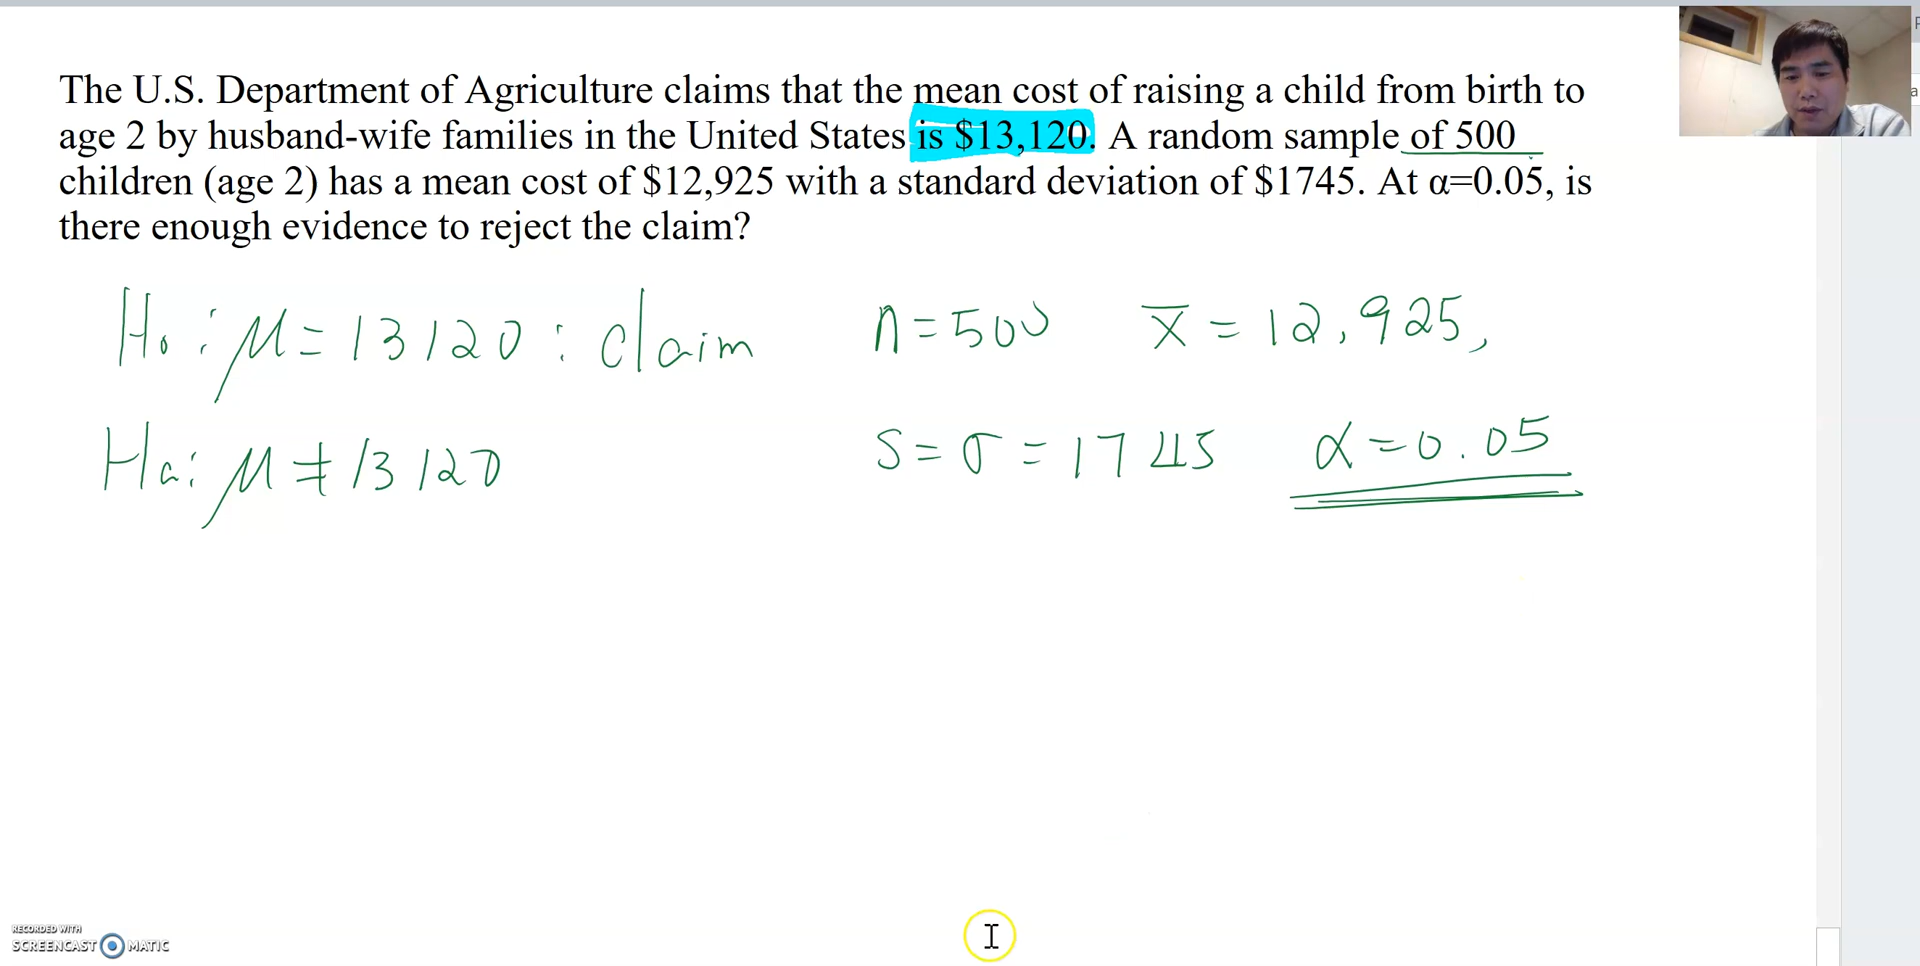 The U.S. Department of Agriculture claims that the mean cost of raising a child from birth to
age 2 by husband-wife families in the United States is $13,120. A random sample of 500
children (age 2) has a mean cost of $12,925 with a standard deviation of $1745. At α=0.05, is
there enough evidence to reject the claim?
H₀: μ = 13120 : claim n=500 x̅ = 12,925,
Ha: μ ≠ 13120 s = σ = 1745 α = 0.05
RECORDED WITH
SCREENCAST MATIC